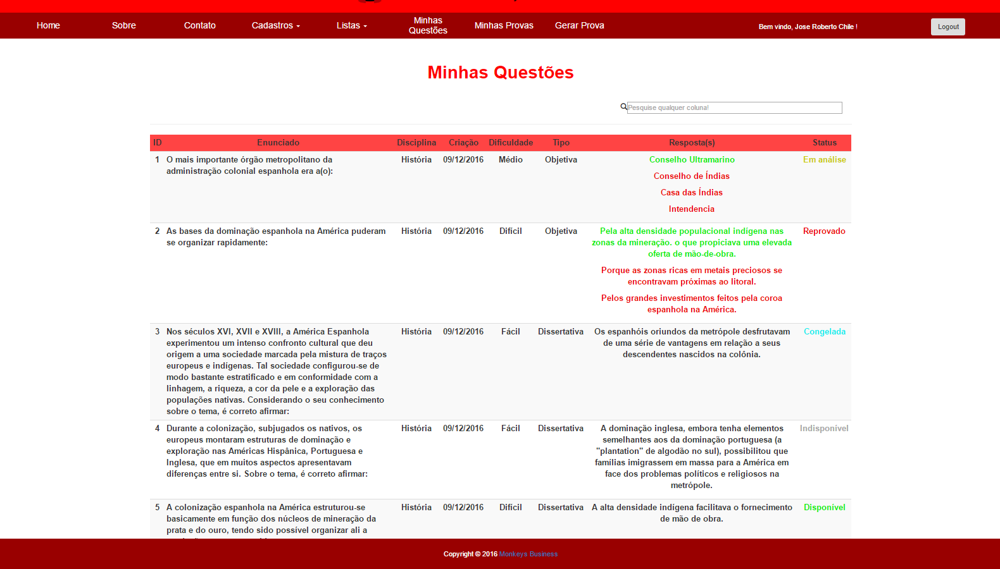 Home Sobre Contato Cadastros Listas Minhas Questões Minhas Provas Gerar Prova Bem vindo, Jose Roberto Chile ! Logout
Minhas Questões
Pesquise qualquer coluna!
ID Enunciado Disciplina Criação Dificuldade Tipo Resposta(s) Status
1 O mais importante órgão metropolitano da História 09/12/2016 Médio Objetiva Conselho Ultramarino Em análise
administração colonial espanhola era a(o):
Conselho de Índias
Casa das Índias
Intendencia
2 As bases da dominação espanhola na América puderam História 09/12/2016 Difícil Objetiva Pela alta densidade populacional indígena nas Reprovado
se organizar rapidamente: zonas da mineração. o que propiciava uma elevada
oferta de mão-de-obra.
Porque as zonas ricas em metais preciosos se
encontravam próximas ao litoral.
Pelos grandes investimentos feitos pela coroa
espanhola na América.
3 Nos séculos XVI, XVII e XVIII, a América Espanhola História 09/12/2016 Fácil Dissertativa Os espanhóis oriundos da metrópole desfrutavam Congelada
experimentou um intenso confronto cultural que deu de uma série de vantagens em relação a seus
origem a uma sociedade marcada pela mistura de traços descendentes nascidos na colônia.
europeus e indígenas. Tal sociedade configurou-se de
modo bastante estratificado e em conformidade com a
linhagem, a riqueza, a cor da pele e a exploração das
populações nativas. Considerando o seu conhecimento
sobre o tema, é correto afirmar:
4 Durante a colonização, subjugados os nativos, os História 09/12/2016 Fácil Dissertativa A dominação inglesa, embora tenha elementos Indisponível
europeus montaram estruturas de dominação e semelhantes aos da dominação portuguesa (a
exploração nas Américas Hispânica, Portuguesa e "plantation" de algodão no sul), possibilitou que
Inglesa, que em muitos aspectos apresentavam famílias imigrassem em massa para a América em
diferenças entre si. Sobre o tema, é correto afirmar: face dos problemas políticos e religiosos na
metrópole.
5 A colonização espanhola na América estruturou-se História 09/12/2016 Difícil Dissertativa A alta densidade indígena facilitava o fornecimento Disponível
basicamente em função dos núcleos de mineração da de mão de obra.
prata e do ouro, tendo sido possível organizar ali a
Copyright © 2016 Monkeys Business